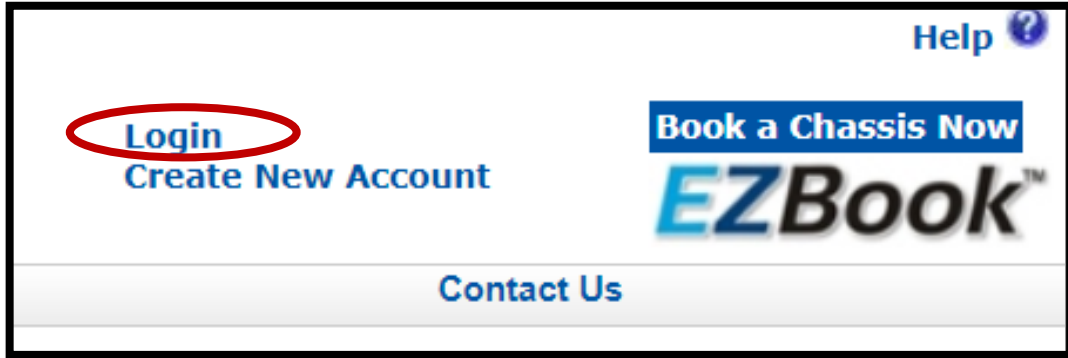 Help ?
Login
Create New Account
Book a Chassis Now
EZBook™
Contact Us